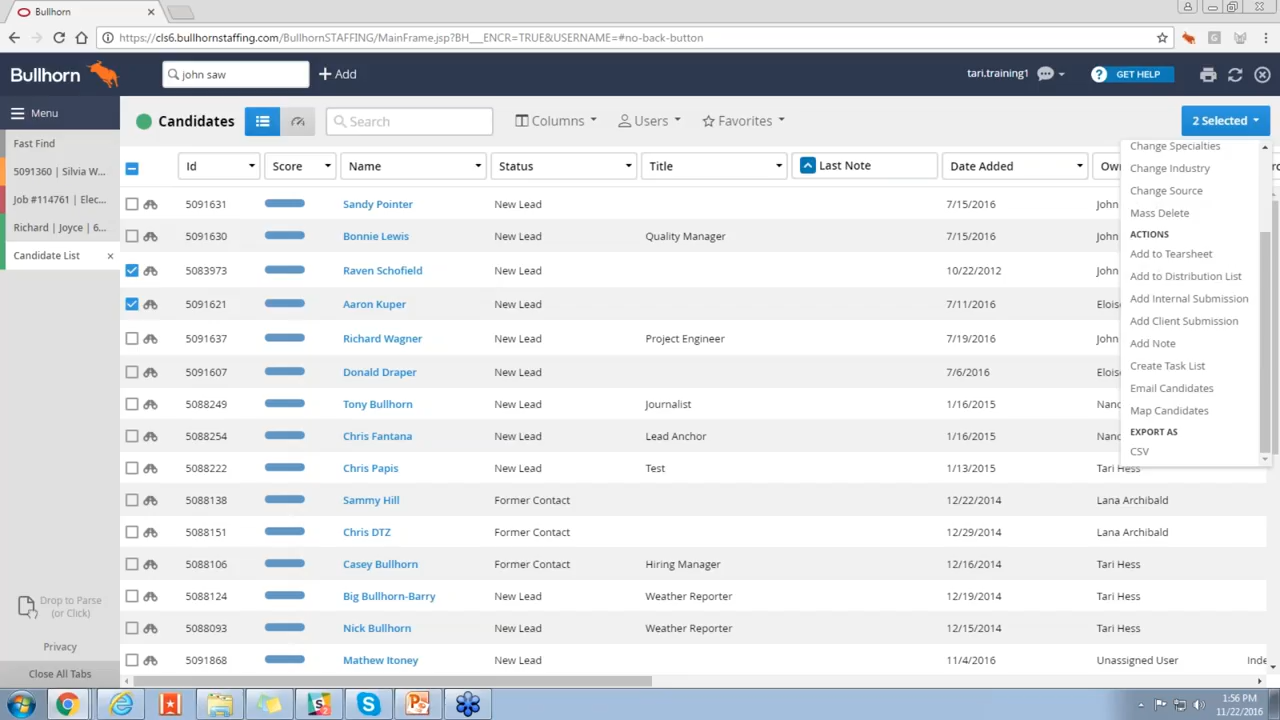 Bullhorn
https://cls6.bullhornstaffing.com/BullhornSTAFFING/MainFrame.jsp?BH___ENCR=TRUE&USERNAME=#no-back-button
Bullhorn john saw + Add tari.training1 ? GET HELP
Menu Candidates Search Columns Users Favorites 2 Selected
Fast Find
5091360 | Silvia W...
Job #114761 | Elec...
Richard | Joyce | 6...
Candidate List
Drop to Parse
(or Click)
Privacy
Close All Tabs
Id Score Name Status Title Last Note Date Added Own
5091631 Sandy Pointer New Lead 7/15/2016 John
5091630 Bonnie Lewis New Lead Quality Manager 7/15/2016 John
5083973 Raven Schofield New Lead 10/22/2012 John
5091621 Aaron Kuper New Lead 7/11/2016 Elois
5091637 Richard Wagner New Lead Project Engineer 7/19/2016 John
5091607 Donald Draper New Lead 7/6/2016 Elois
5088249 Tony Bullhorn New Lead Journalist 1/16/2015 Nanc
5088254 Chris Fantana New Lead Lead Anchor 1/16/2015 Nanc
5088222 Chris Papis New Lead Test 1/13/2015 Tari Hess
5088138 Sammy Hill Former Contact 12/22/2014 Lana Archibald
5088151 Chris DTZ Former Contact 12/29/2014 Lana Archibald
5088106 Casey Bullhorn Former Contact Hiring Manager 12/16/2014 Tari Hess
5088124 Big Bullhorn-Barry New Lead Weather Reporter 12/19/2014 Tari Hess
5088093 Nick Bullhorn New Lead Weather Reporter 12/15/2014 Tari Hess
5091868 Mathew Itoney New Lead 11/4/2016 Unassigned User Inde
Change Specialties
Change Industry
Change Source
Mass Delete
ACTIONS
Add to Tearsheet
Add to Distribution List
Add Internal Submission
Add Client Submission
Add Note
Create Task List
Email Candidates
Map Candidates
EXPORT AS
CSV
1:56 PM
11/22/2016